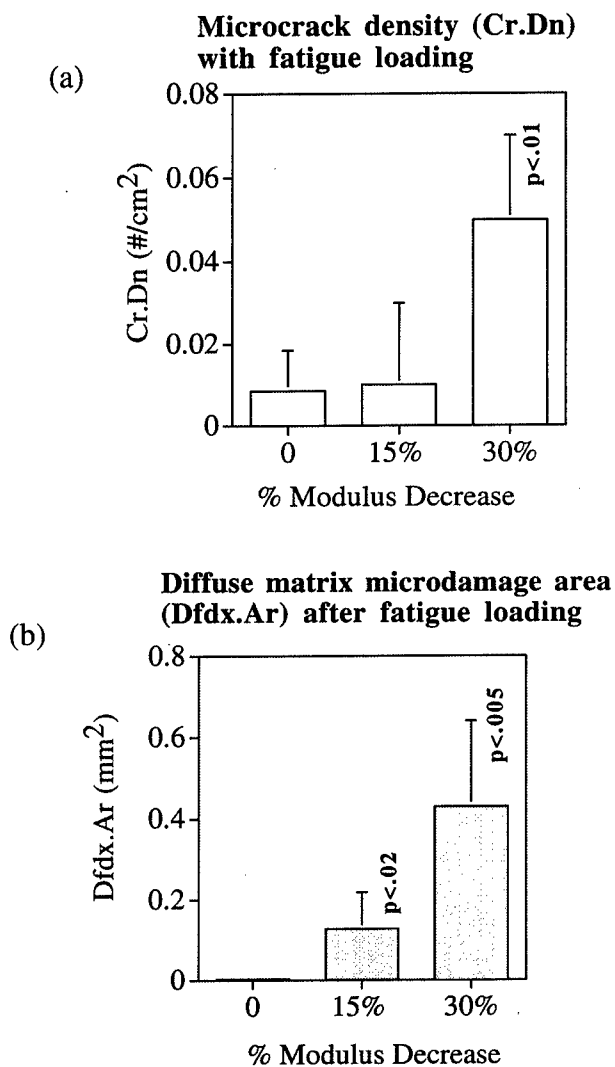 Microcrack density (Cr.Dn)
with fatigue loading
(a)
0.08
0.06
0.04
0.02
0
Cr.Dn (#/cm²)
p<.01
0 15% 30%
% Modulus Decrease
Diffuse matrix microdamage area
(Dfdx.Ar) after fatigue loading
(b)
0.8
0.6
0.4
0.2
0
Dfdx.Ar (mm²)
p<.02
p<.005
0 15% 30%
% Modulus Decrease